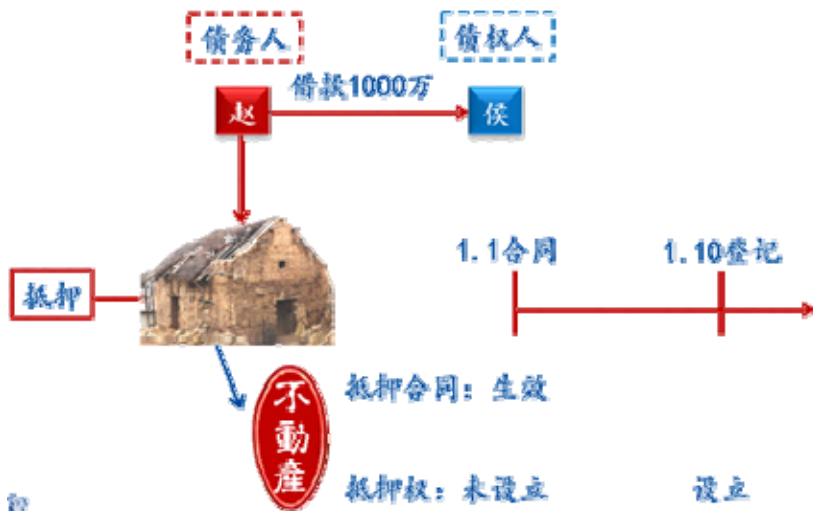 债务人 债权人
借款1000万
赵 侯
1.1合同 1.10登记
抵押
不動產
抵押合同：生效
抵押权：未设立 设立